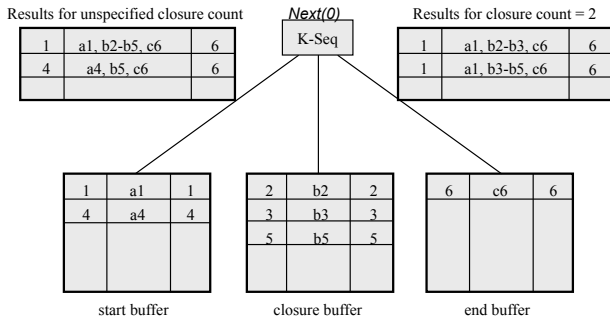 Results for unspecified closure count
Next(0)
Results for closure count = 2
K-Seq
1 a1, b2-b5, c6 6
4 a4, b5, c6 6
1 a1, b2-b3, c6 6
1 a1, b3-b5, c6 6
1 a1 1
4 a4 4
2 b2 2
3 b3 3
5 b5 5
6 c6 6
start buffer
closure buffer
end buffer